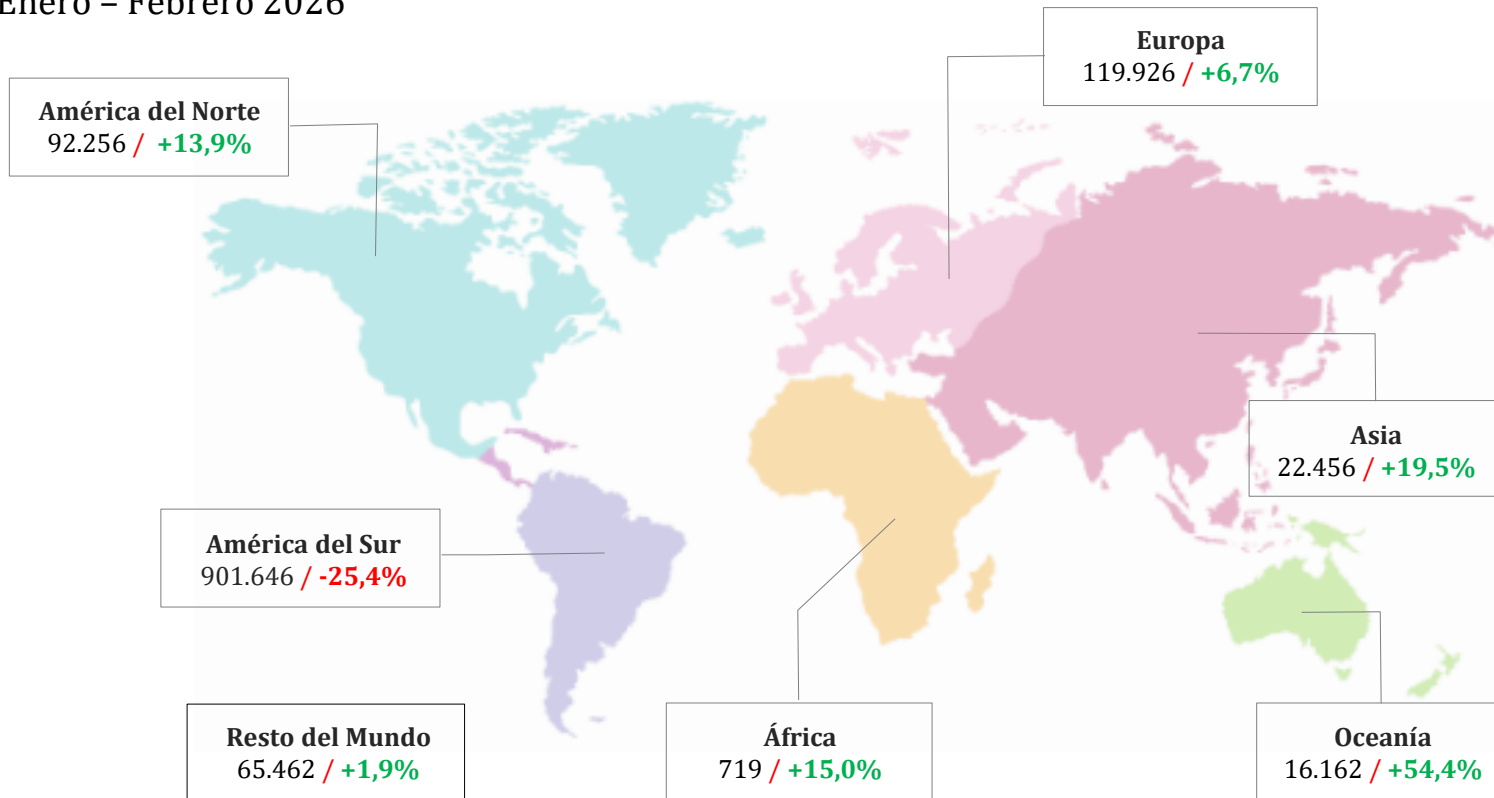 Enero – Febrero 2026
Europa
119.926 / +6,7%
América del Norte
92.256 / +13,9%
Asia
22.456 / +19,5%
América del Sur
901.646 / -25,4%
Resto del Mundo
65.462 / +1,9%
África
719 / +15,0%
Oceanía
16.162 / +54,4%